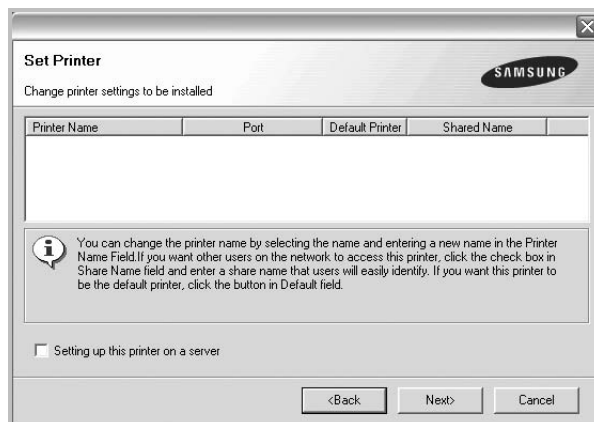 Set Printer
SAMSUNG
Change printer settings to be installed
Printer Name Port Default Printer Shared Name
You can change the printer name by selecting the name and entering a new name in the Printer
Name Field.If you want other users on the network to access this printer, click the check box in
Share Name field and enter a share name that users will easily identify. If you want this printer to
be the default printer, click the button in Default field.
Setting up this printer on a server
<Back Next> Cancel